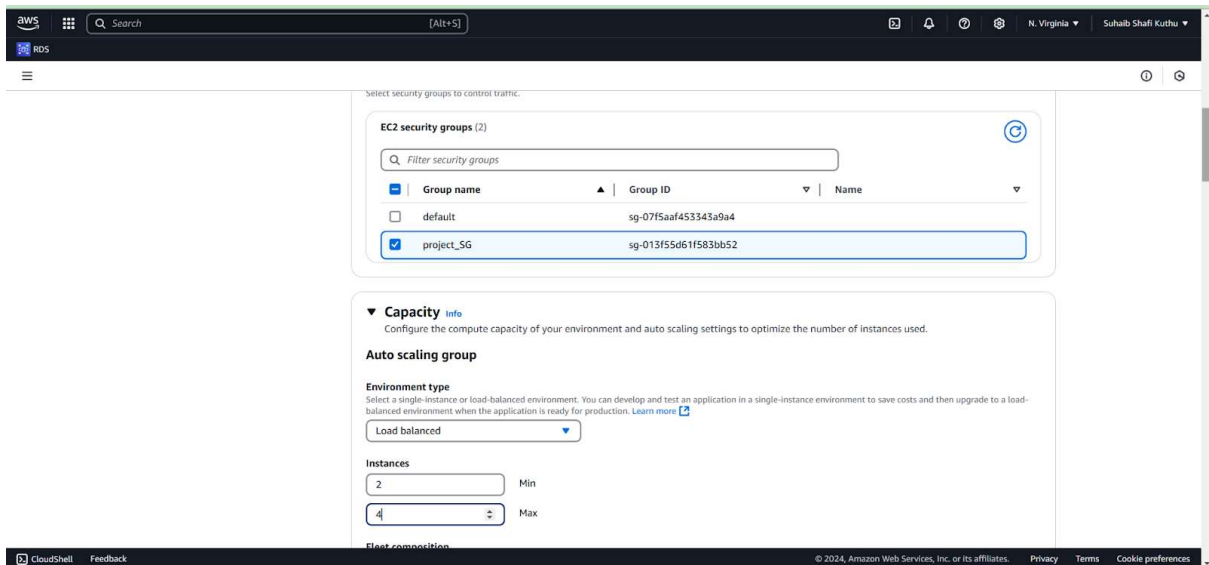 aws Search [Alt+S] N. Virginia Suhaib Shafi Kuthu
RDS
Select security groups to control traffic.
EC2 security groups (2)
Filter security groups
Group name Group ID Name
default sg-07f5aaf453343a9a4
project_SG sg-013f55d61f583bb52
Capacity Info
Configure the compute capacity of your environment and auto scaling settings to optimize the number of instances used.
Auto scaling group
Environment type
Select a single-instance or load-balanced environment. You can develop and test an application in a single-instance environment to save costs and then upgrade to a load-
balanced environment when the application is ready for production. Learn more
Load balanced
Instances
2 Min
4 Max
Fleet composition
CloudShell Feedback © 2024, Amazon Web Services, Inc. or its affiliates. Privacy Terms Cookie preferences